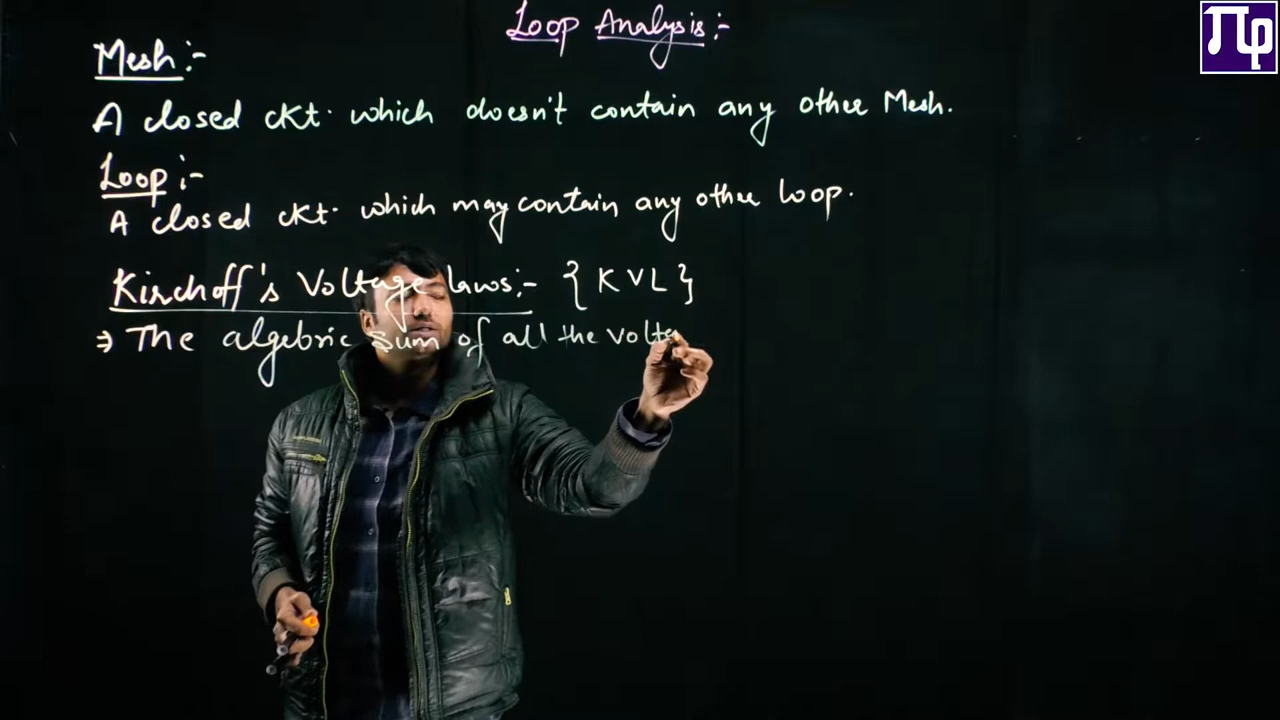 Loop Analysis:-
Mesh:-
A closed ckt. which doesn't contain any other Mesh.
Loop:-
A closed ckt. which may contain any other loop.
Kirchoff's Voltage laws:- {KVL}
⇒ The algebric sum of all the volta